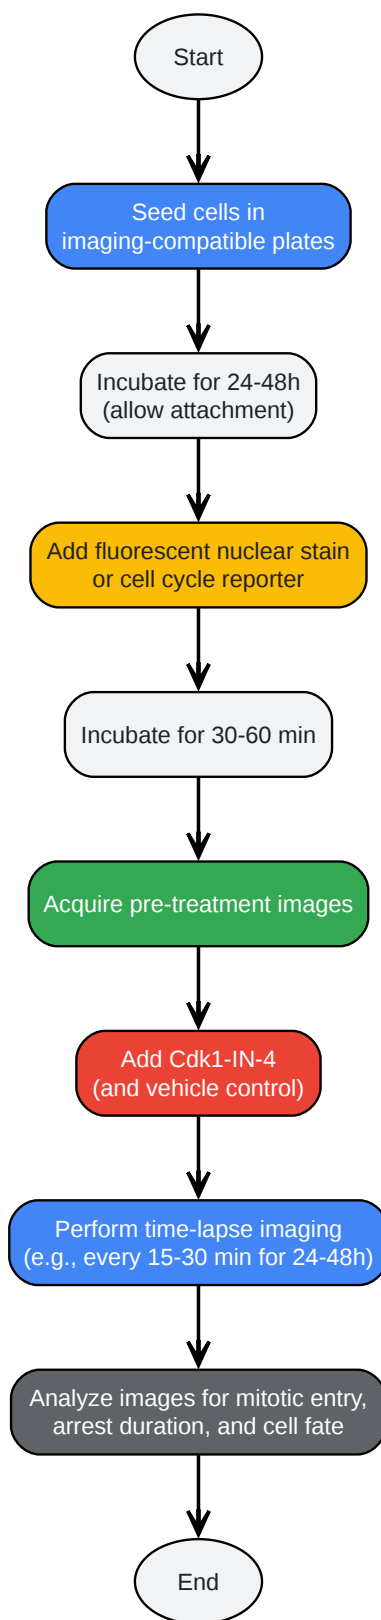 Start
Seed cells in
imaging-compatible plates
Incubate for 24-48h
(allow attachment)
Add fluorescent nuclear stain
or cell cycle reporter
Incubate for 30-60 min
Acquire pre-treatment images
Add Cdk1-IN-4
(and vehicle control)
Perform time-lapse imaging
(e.g., every 15-30 min for 24-48h)
Analyze images for mitotic entry,
arrest duration, and cell fate
End